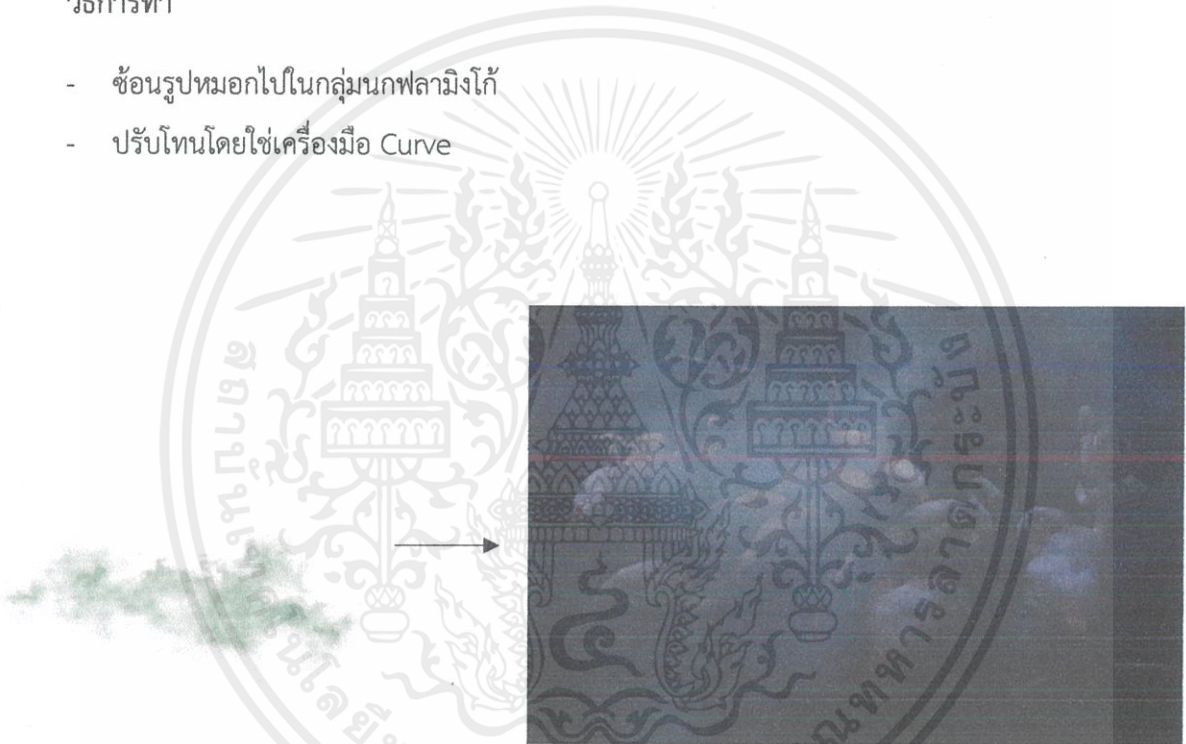 วิธีการทำ
- ซ้อนรูปหมอกไปในกลุ่มนกฟลามิงโก้
- ปรับโทนโดยใช้เครื่องมือ Curve